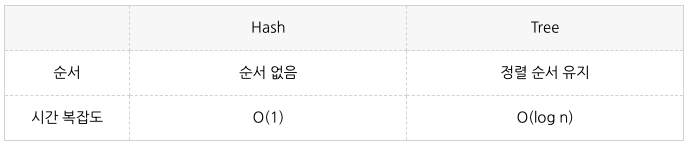 Hash Tree
순서 순서 없음 정렬 순서 유지
시간 복잡도 O(1) O(log n)